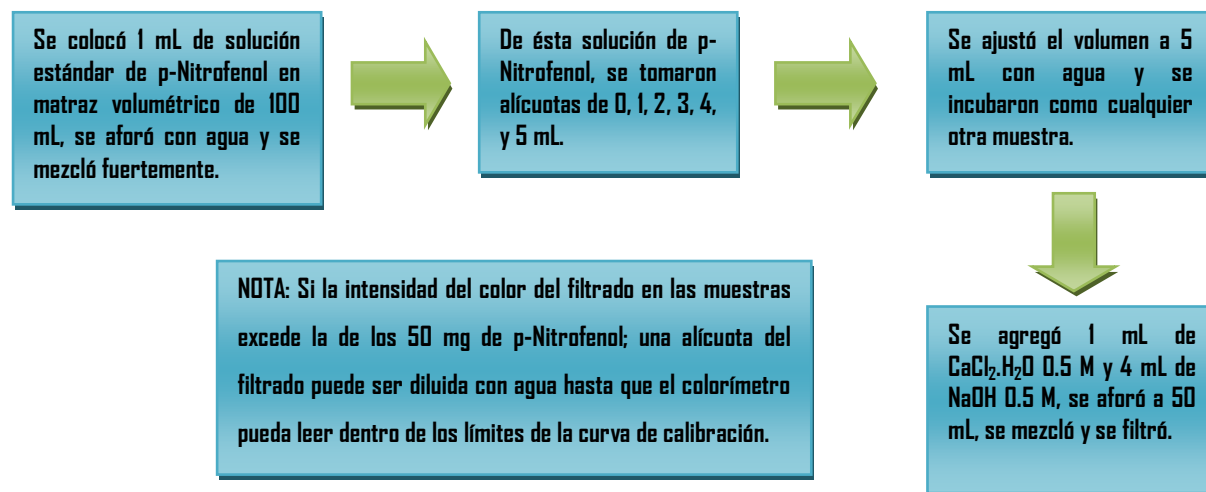 Se colocó 1 mL de solución
estándar de p-Nitrofenol en
matraz volumétrico de 100
mL, se aforó con agua y se
mezcló fuertemente.
De ésta solución de p-
Nitrofenol, se tomaron
alícuotas de 0, 1, 2, 3, 4,
y 5 mL.
Se ajustó el volumen a 5
mL con agua y se
incubaron como cualquier
otra muestra.
Se agregó 1 mL de
CaCl₂.H₂O 0.5 M y 4 mL de
NaOH 0.5 M, se aforó a 50
mL, se mezcló y se filtró.
NOTA: Si la intensidad del color del filtrado en las muestras
excede la de los 50 mg de p-Nitrofenol; una alícuota del
filtrado puede ser diluida con agua hasta que el colorímetro
pueda leer dentro de los límites de la curva de calibración.